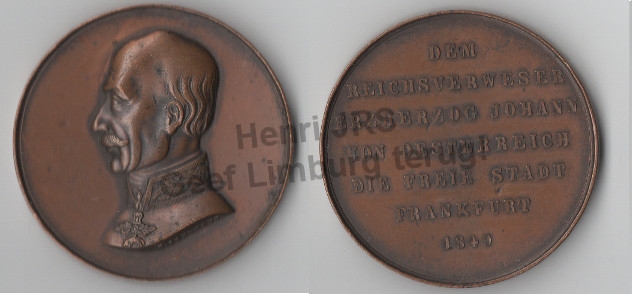 DEM
REICHSVERWESER
ERZHERZOG JOHANN
VON OESTERREICH
DIE FREIE STADT
FRANKFURT
1849
Henri JRS
Geef Limburg terug!